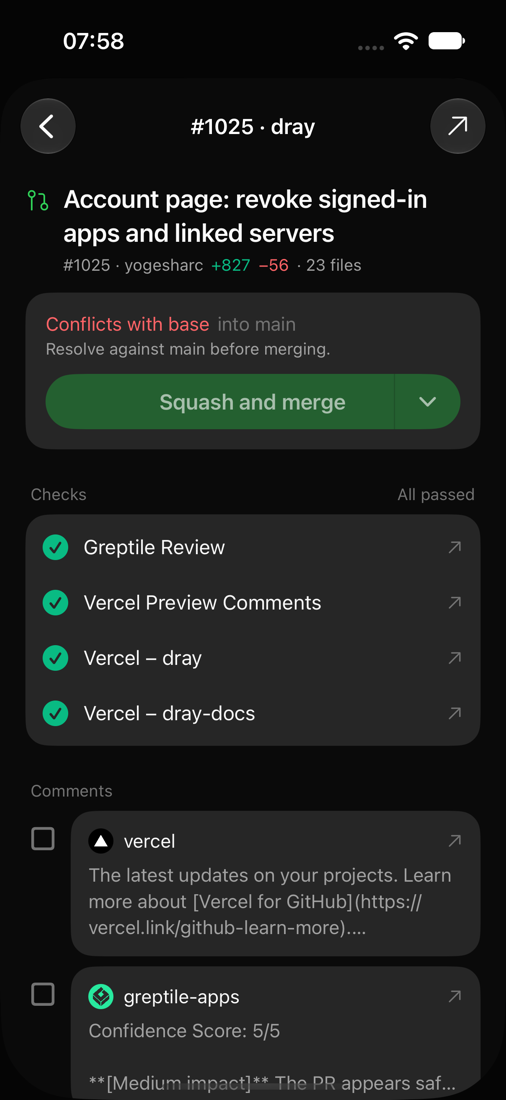 07:58
#1025 · dray
Account page: revoke signed-in
apps and linked servers
#1025 · yogesharc +827 −56 · 23 files
Conflicts with base into main
Resolve against main before merging.
Squash and merge
Checks All passed
Greptile Review
Vercel Preview Comments
Vercel – dray
Vercel – dray-docs
Comments
vercel
The latest updates on your projects. Learn
more about [Vercel for GitHub](https://
vercel.link/github-learn-more)....
greptile-apps
Confidence Score: 5/5
**[Medium impact]** The PR appears saf...